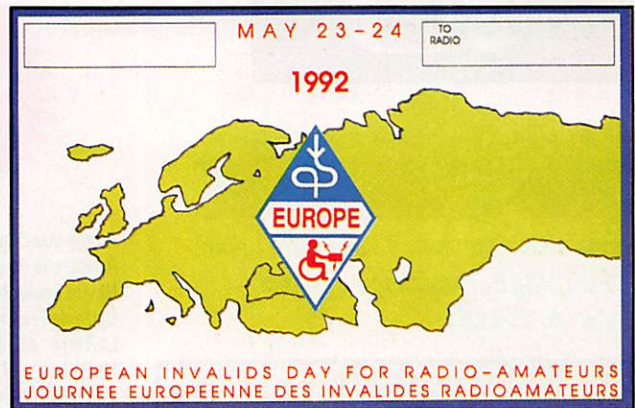 MAY 23-24
TO
RADIO
1992
EUROPE
EUROPEAN INVALIDS DAY FOR RADIO-AMATEURS
JOURNEE EUROPEENNE DES INVALIDES RADIOAMATEURS